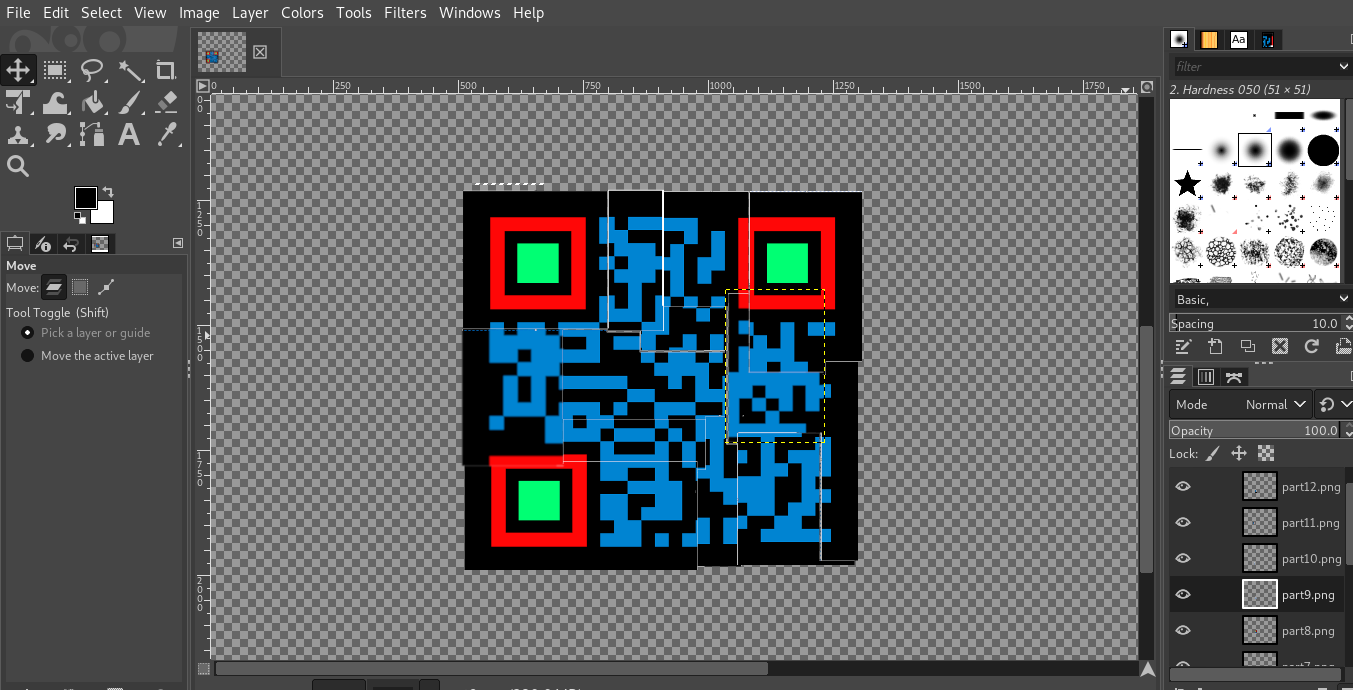 File Edit Select View Image Layer Colors Tools Filters Windows Help
0 250 500 750 1000 1250 1500 1750
filter
2. Hardness 050 (51 × 51)
Basic,
Spacing 10.0
Move
Move:
Tool Toggle (Shift)
Pick a layer or guide
Move the active layer
Mode Normal
Opacity 100.0
Lock:
part12.png
part11.png
part10.png
part9.png
part8.png
Aa
1250
1500
1750
2000